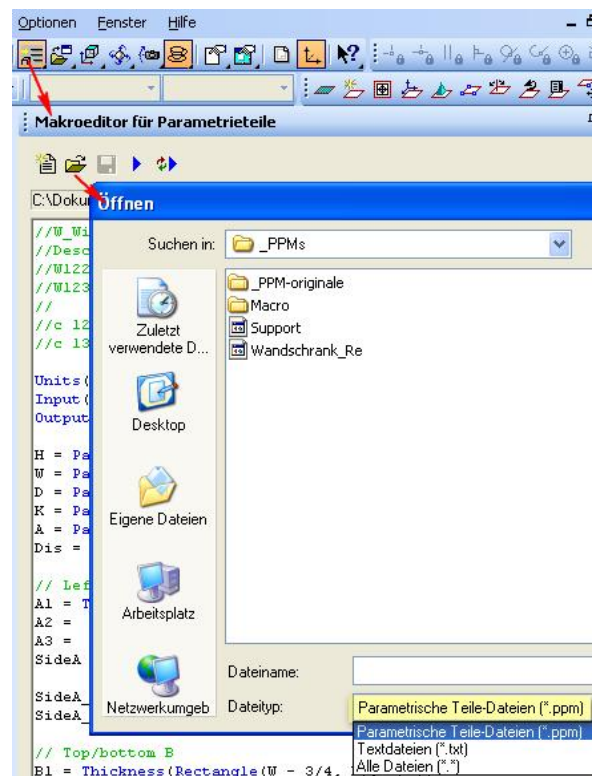 Optionen Fenster Hilfe
Makroeditor für Parametrieteile
C:\Doku
Öffnen
Suchen in: _PPMs
_PPM-originale
Macro
Support
Wandschrank_Re
Zuletzt
verwendete D...
Desktop
Eigene Dateien
Arbeitsplatz
Netzwerkumgeb
Dateiname:
Dateityp: Parametrische Teile-Dateien (*.ppm)
Parametrische Teile-Dateien (*.ppm)
Textdateien (*.txt)
Alle Dateien (*.*)
//W_Wi
//Desc
//W122
//W123
//
//c 12
//c 13
Units(
Input(
Output
H = Pa
W = Pa
D = Pa
K = Pa
A = Pa
Dis =
// Lef
A1 = T
A2 =
A3 =
SideA
SideA_
SideA_
// Top/bottom B
B1 = Thickness(Rectangle(W - 3/4,